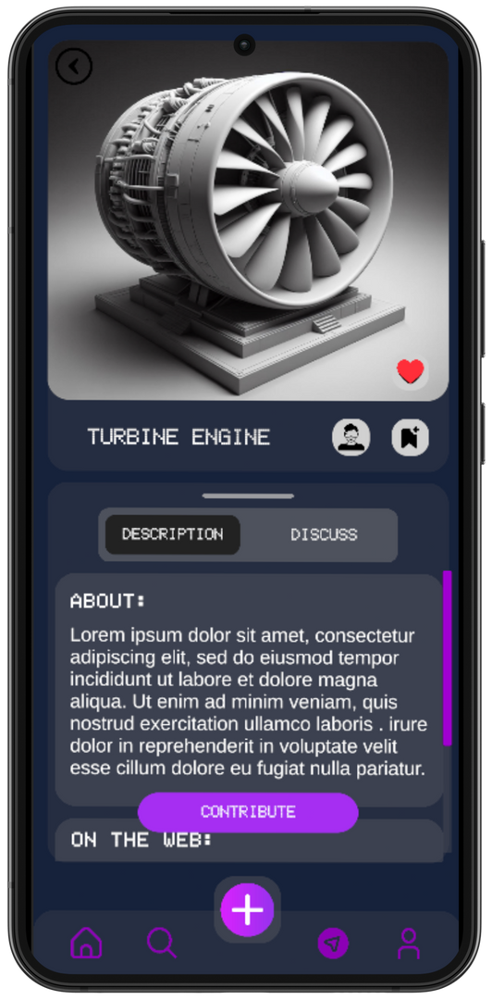 TURBINE ENGINE
DESCRIPTION
DISCUSS
ABOUT:
Lorem ipsum dolor sit amet, consectetur
adipiscing elit, sed do eiusmod tempor
incididunt ut labore et dolore magna
aliqua. Ut enim ad minim veniam, quis
nostrud exercitation ullamco laboris . irure
dolor in reprehenderit in voluptate velit
esse cillum dolore eu fugiat nulla pariatur.
CONTRIBUTE
ON THE WEB: